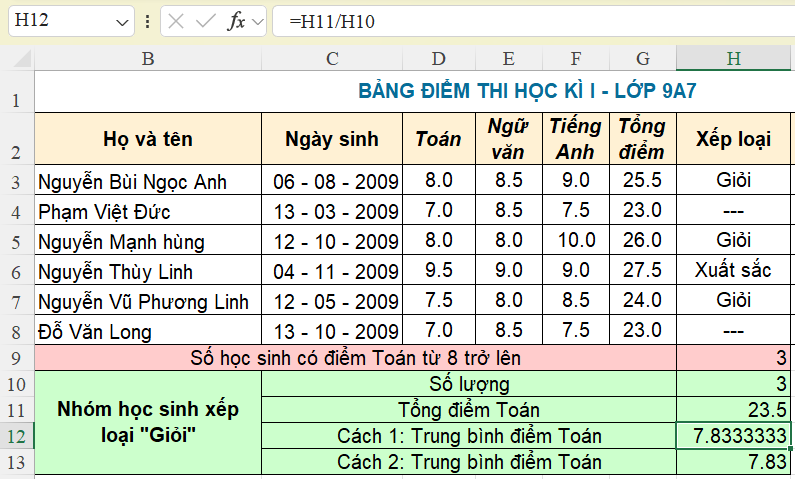 H12 fx =H11/H10
B C D E F G H
1 BẢNG ĐIỂM THI HỌC KÌ I - LỚP 9A7
2 Họ và tên Ngày sinh Toán Ngữ văn Tiếng Anh Tổng điểm Xếp loại
3 Nguyễn Bùi Ngọc Anh 06 - 08 - 2009 8.0 8.5 9.0 25.5 Giỏi
4 Phạm Việt Đức 13 - 03 - 2009 7.0 8.5 7.5 23.0 ---
5 Nguyễn Mạnh hùng 12 - 10 - 2009 8.0 8.0 10.0 26.0 Giỏi
6 Nguyễn Thùy Linh 04 - 11 - 2009 9.5 9.0 9.0 27.5 Xuất sắc
7 Nguyễn Vũ Phương Linh 12 - 05 - 2009 7.5 8.0 8.5 24.0 Giỏi
8 Đỗ Văn Long 13 - 10 - 2009 7.0 8.5 7.5 23.0 ---
9 Số học sinh có điểm Toán từ 8 trở lên 3
10 Số lượng 3
Nhóm học sinh xếp
11 Tổng điểm Toán 23.5
loại "Giỏi"
12 Cách 1: Trung bình điểm Toán 7.8333333
13 Cách 2: Trung bình điểm Toán 7.83